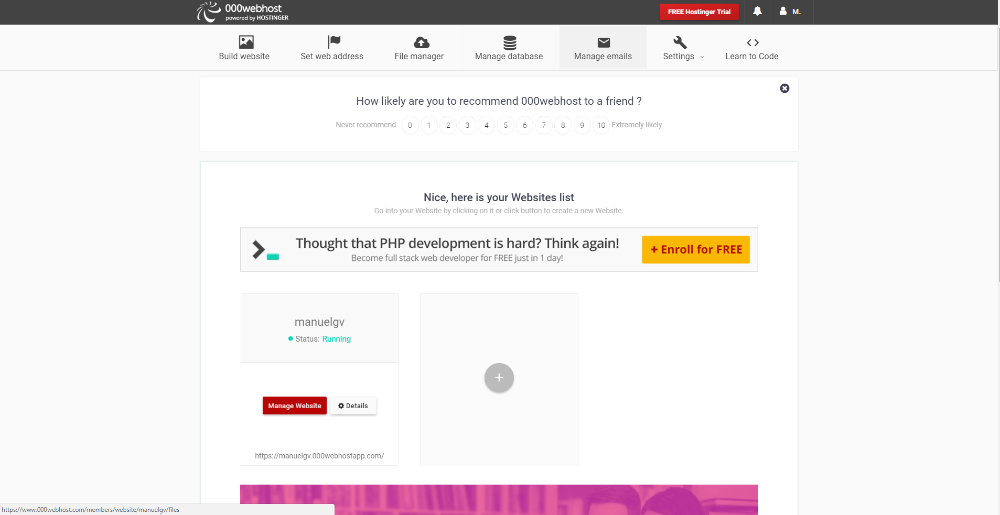 000webhost
powered by HOSTINGER
FREE Hostinger Trial
M.
Build website
Set web address
File manager
Manage database
Manage emails
Settings
Learn to Code
How likely are you to recommend 000webhost to a friend ?
Never recommend 0 1 2 3 4 5 6 7 8 9 10 Extremely likely
Nice, here is your Websites list
Go into your Website by clicking on it or click button to create a new Website.
Thought that PHP development is hard? Think again!
Become full stack web developer for FREE just in 1 day!
+ Enroll for FREE
manuelgv
Status: Running
Manage Website
Details
https://manuelgv.000webhostapp.com/
https://www.000webhost.com/members/website/manuelgv/files